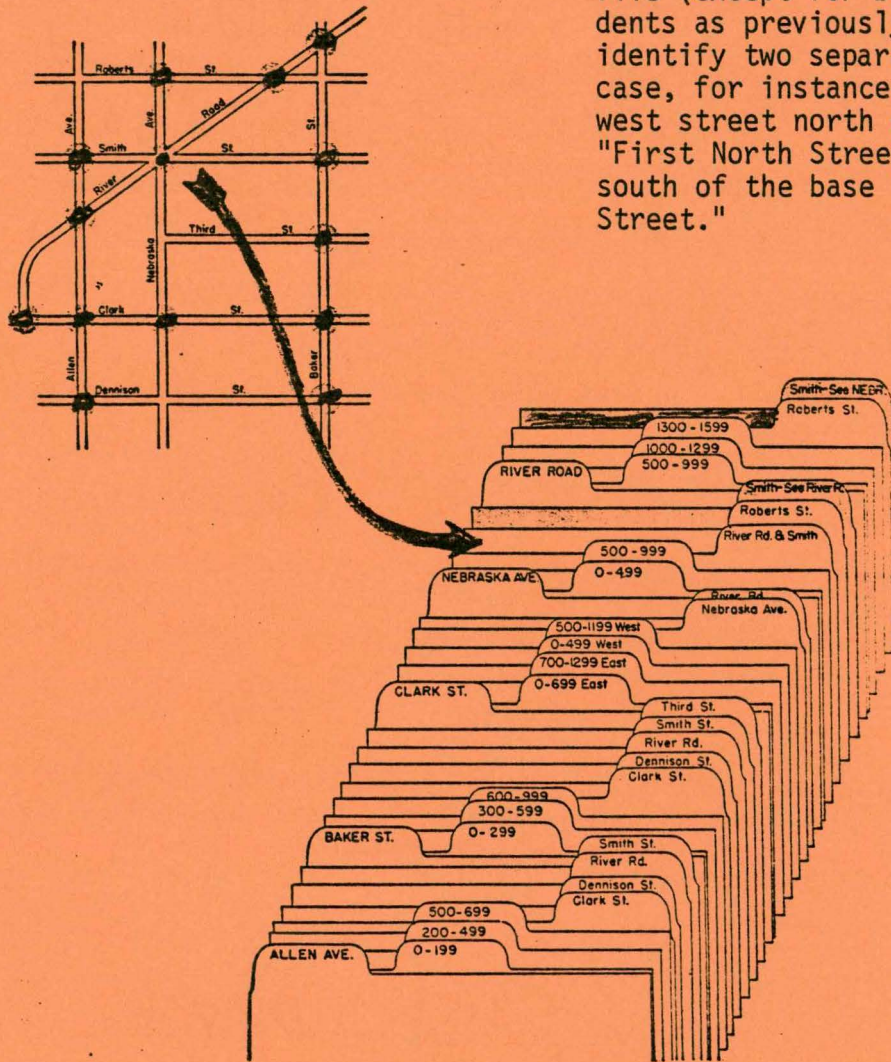 dents as previously
identify two separ
case, for instance
west street north
"First North Stree
south of the base
Street."
Roberts St.
Ave.
Ave.
Road
St.
Smith St.
River
Third St.
Nebraska
Clark St.
Allen
Baker
Dennison St.
Smith-See NEBR.
Roberts St.
1300-1599
1000-1299
500-999
RIVER ROAD
Smith-See River R.
Roberts St.
River Rd. & Smith
500-999
0-499
NEBRASKA AVE.
River Rd.
Nebraska Ave.
500-1199 West
0-499 West
700-1299 East
0-699 East
CLARK ST.
Third St.
Smith St.
River Rd.
Dennison St.
Clark St.
600-999
300-599
0-299
BAKER ST.
Smith St.
River Rd.
Dennison St.
Clark St.
500-699
200-499
0-199
ALLEN AVE.